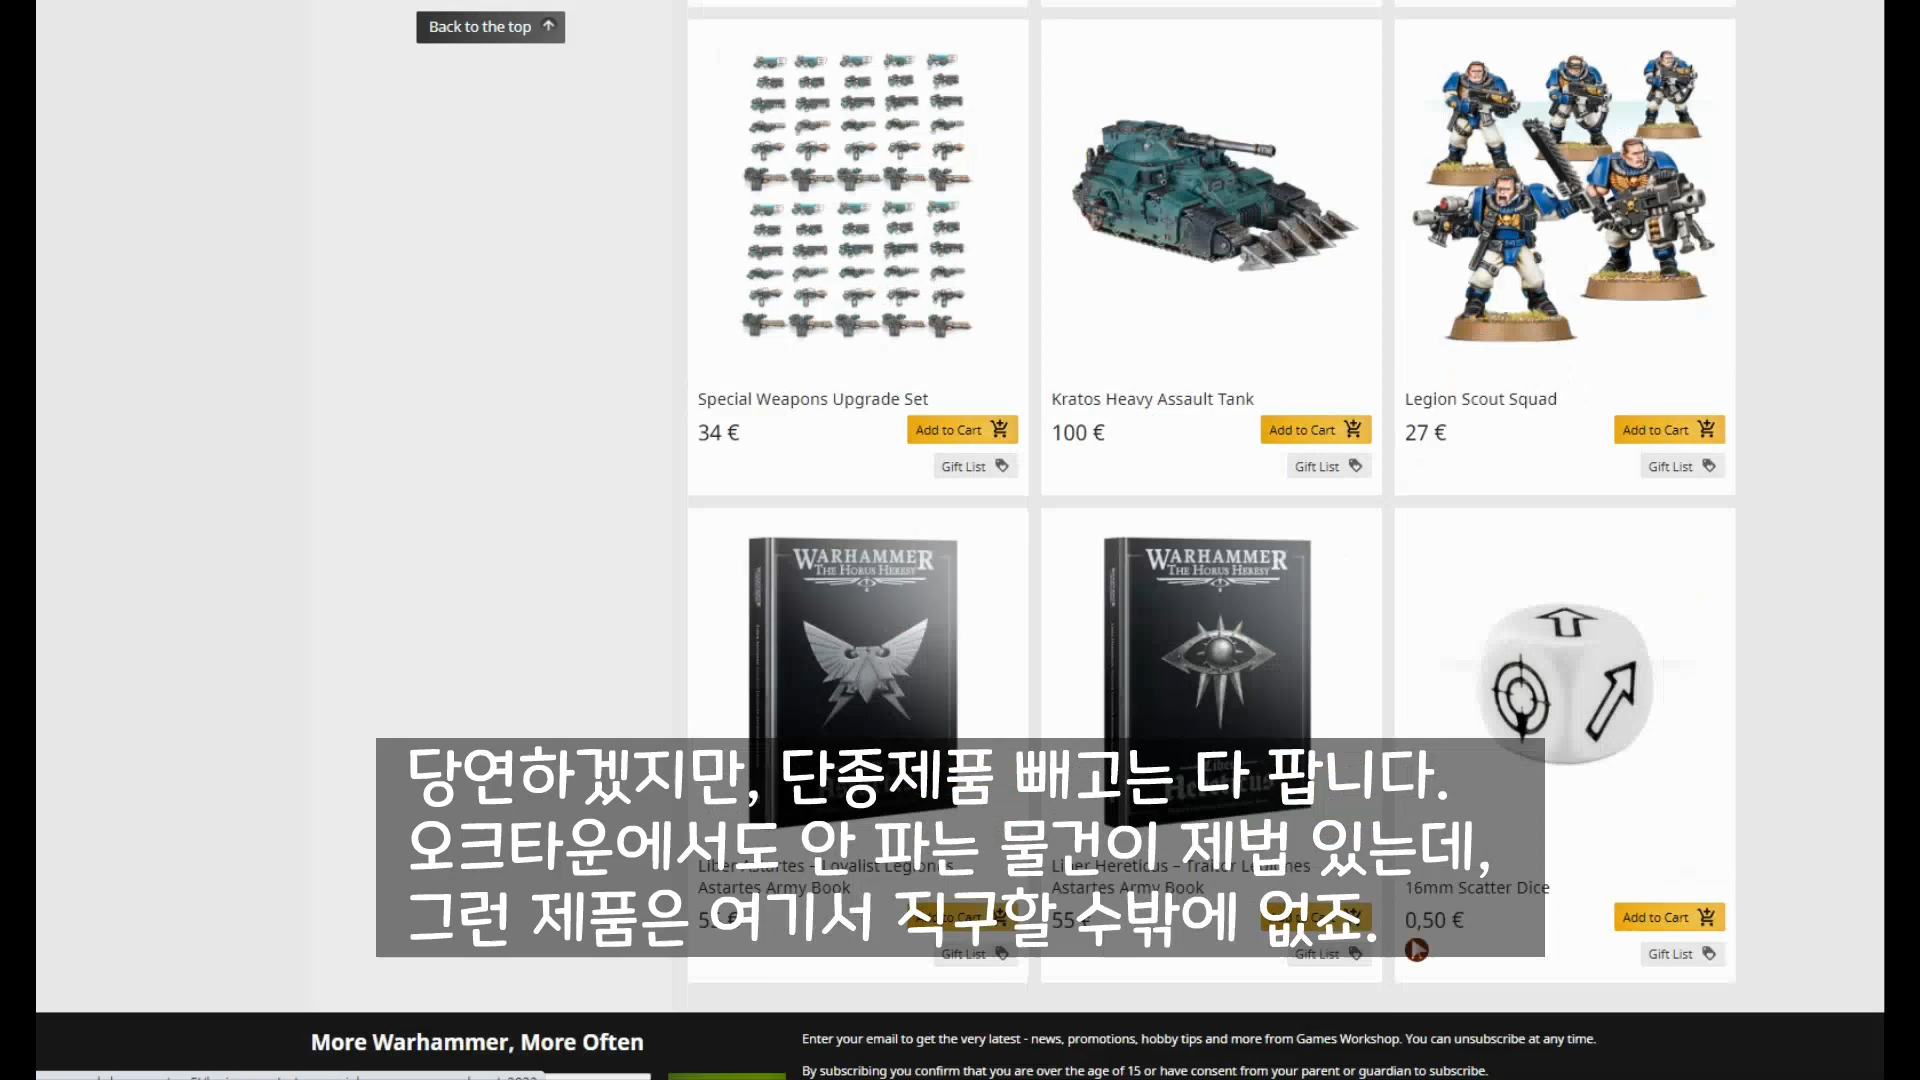 Back to the top
Special Weapons Upgrade Set
34 €
Add to Cart
Gift List
Kratos Heavy Assault Tank
100 €
Add to Cart
Gift List
Legion Scout Squad
27 €
Add to Cart
Gift List
WARHAMMER
THE HORUS HERESY
WARHAMMER
THE HORUS HERESY
Liber
Hereticus
당연하겠지만, 단종제품 빼고는 다 팝니다.
오크타운에서도 안 파는 물건이 제법 있는데,
그런 제품은 여기서 직구할 수밖에 없죠.
Liber Astartes – Loyalist Legiones
Astartes Army Book
55 €
Add to Cart
Gift List
Liber Hereticus – Traitor Legiones
Astartes Army Book
55 €
Gift List
16mm Scatter Dice
0,50 €
Add to Cart
Gift List
More Warhammer, More Often
Enter your email to get the very latest - news, promotions, hobby tips and more from Games Workshop. You can unsubscribe at any time.
By subscribing you confirm that you are over the age of 15 or have consent from your parent or guardian to subscribe.